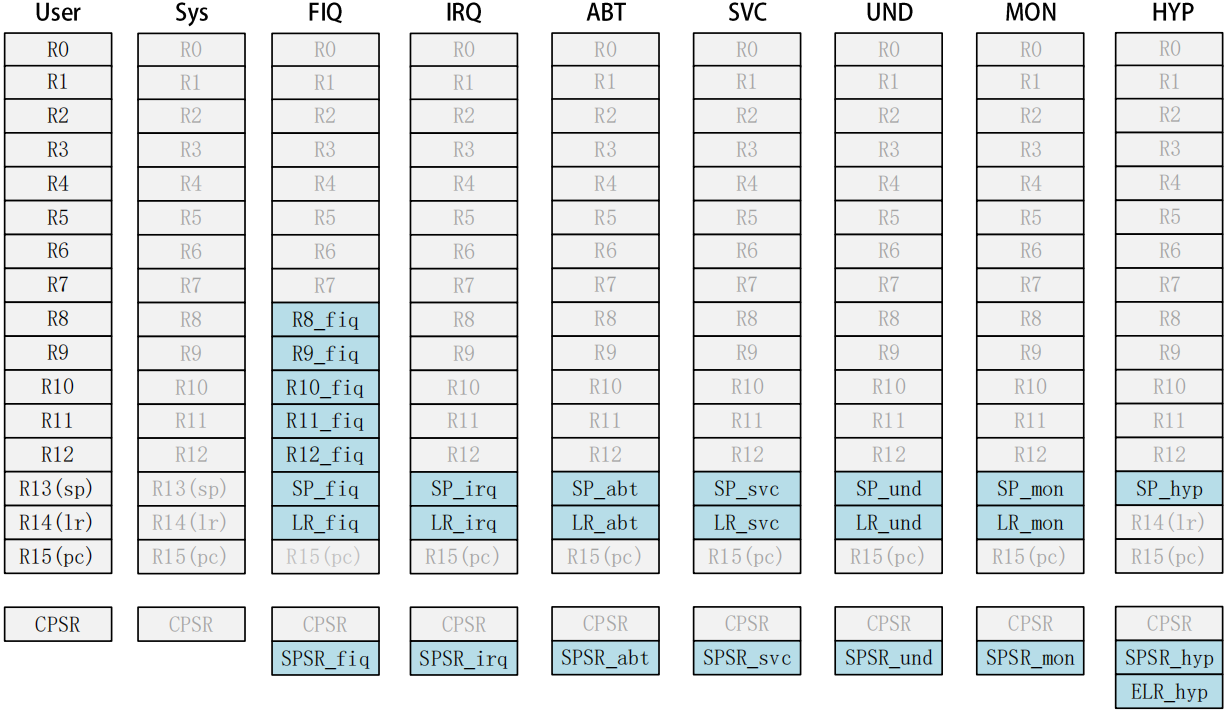 User Sys FIQ IRQ ABT SVC UND MON HYP
R0 R0 R0 R0 R0 R0 R0 R0 R0
R1 R1 R1 R1 R1 R1 R1 R1 R1
R2 R2 R2 R2 R2 R2 R2 R2 R2
R3 R3 R3 R3 R3 R3 R3 R3 R3
R4 R4 R4 R4 R4 R4 R4 R4 R4
R5 R5 R5 R5 R5 R5 R5 R5 R5
R6 R6 R6 R6 R6 R6 R6 R6 R6
R7 R7 R7 R7 R7 R7 R7 R7 R7
R8 R8 R8_fiq R8 R8 R8 R8 R8 R8
R9 R9 R9_fiq R9 R9 R9 R9 R9 R9
R10 R10 R10_fiq R10 R10 R10 R10 R10 R10
R11 R11 R11_fiq R11 R11 R11 R11 R11 R11
R12 R12 R12_fiq R12 R12 R12 R12 R12 R12
R13(sp) R13(sp) SP_fiq SP_irq SP_abt SP_svc SP_und SP_mon SP_hyp
R14(lr) R14(lr) LR_fiq LR_irq LR_abt LR_svc LR_und LR_mon R14(lr)
R15(pc) R15(pc) R15(pc) R15(pc) R15(pc) R15(pc) R15(pc) R15(pc) R15(pc)
CPSR CPSR CPSR CPSR CPSR CPSR CPSR CPSR CPSR
SPSR_fiq SPSR_irq SPSR_abt SPSR_svc SPSR_und SPSR_mon SPSR_hyp
ELR_hyp